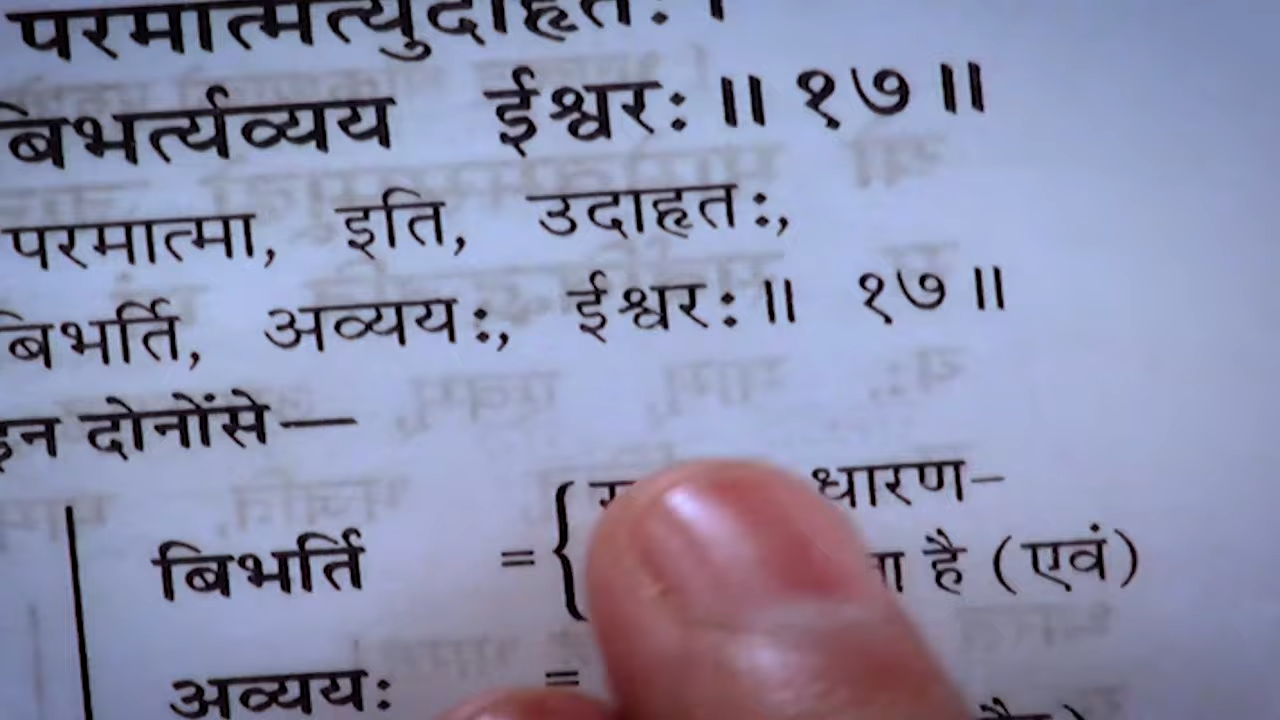 परमात्मेत्युदाहृतः ।
बिभर्त्यव्यय ईश्वरः ॥ १७ ॥
परमात्मा, इति, उदाहृतः,
बिभर्ति, अव्ययः, ईश्वरः ॥ १७ ॥
इन दोनोंसे—
धारण-
बिभर्ति = { है (एवं)
अव्ययः =